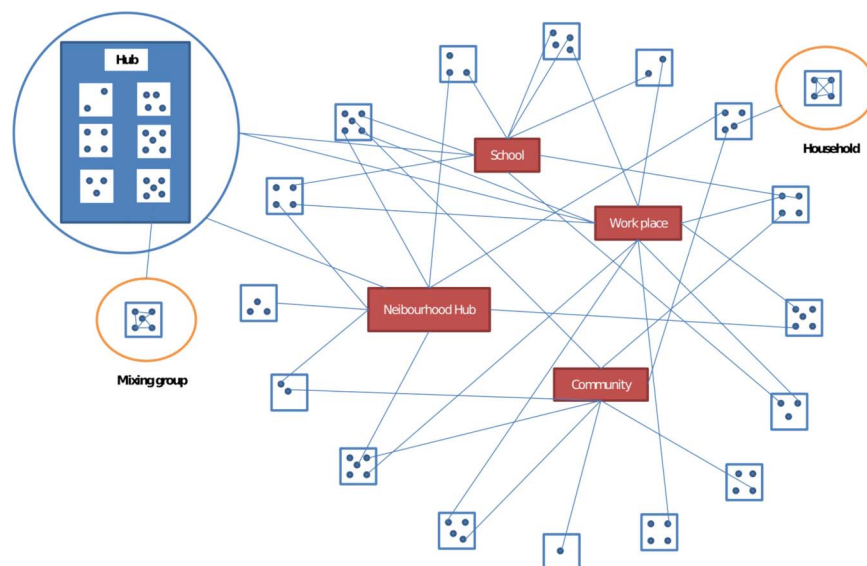 Hub
School
Household
Work place
Neibourhood Hub
Mixing group
Community